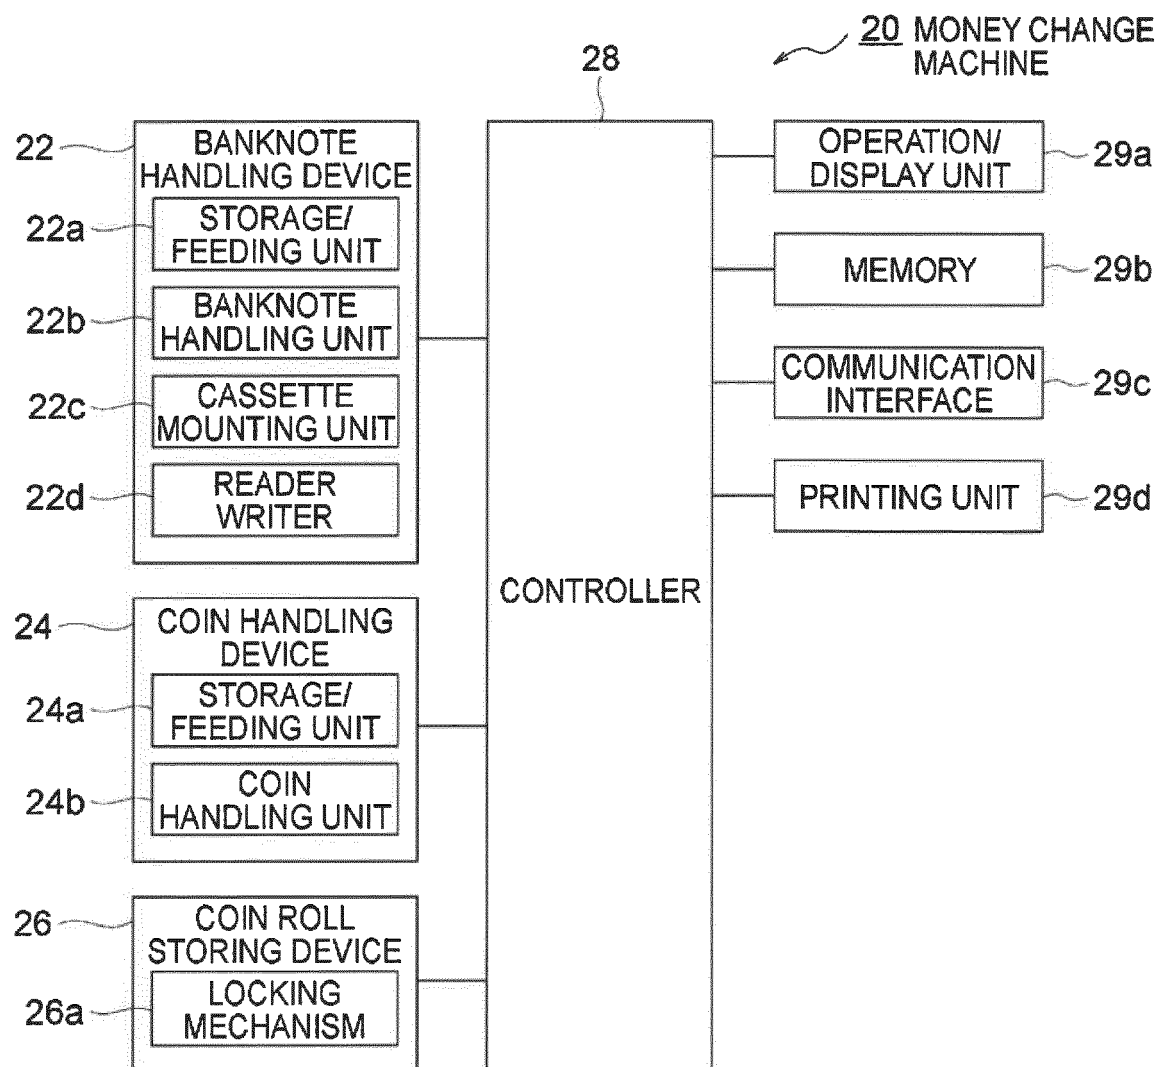 20 MONEY CHANGE
MACHINE
28
22
BANKNOTE
HANDLING DEVICE
22a
STORAGE/
FEEDING UNIT
22b
BANKNOTE
HANDLING UNIT
22c
CASSETTE
MOUNTING UNIT
22d
READER
WRITER
24
COIN HANDLING
DEVICE
24a
STORAGE/
FEEDING UNIT
24b
COIN
HANDLING UNIT
26
COIN ROLL
STORING DEVICE
26a
LOCKING
MECHANISM
CONTROLLER
OPERATION/
DISPLAY UNIT
29a
MEMORY
29b
COMMUNICATION
INTERFACE
29c
PRINTING UNIT
29d